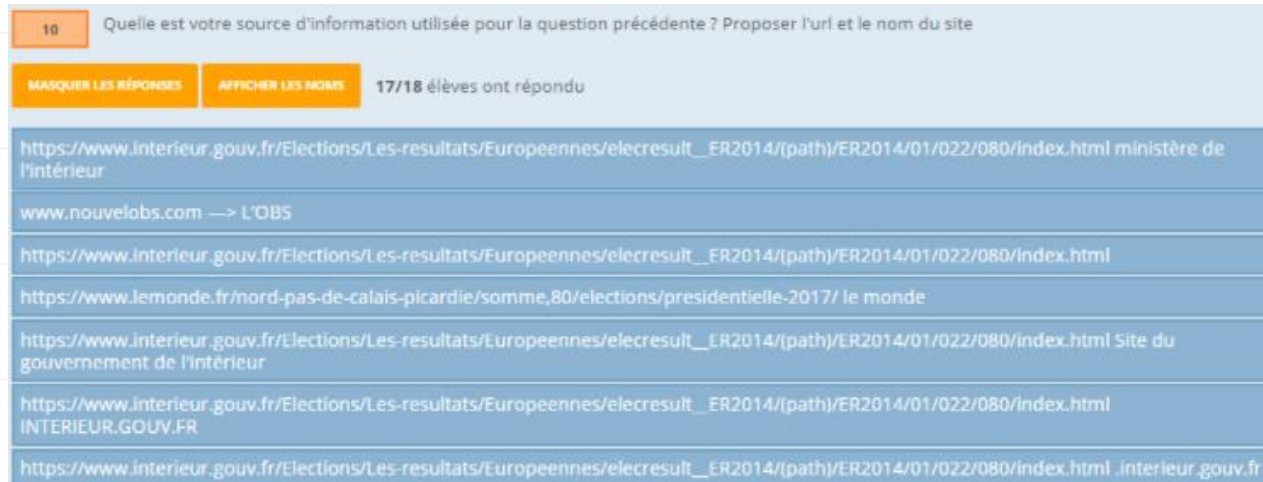 10 Quelle est votre source d'information utilisée pour la question précédente ? Proposer l'url et le nom du site
MASQUER LES RÉPONSES AFFICHER LES NOMS 17/18 élèves ont répondu
https://www.interieur.gouv.fr/Elections/Les-resultats/Europeennes/elecresult__ER2014/(path)/ER2014/01/022/080/index.html ministère de
l'intérieur
www.nouvelobs.com —> L'OBS
https://www.interieur.gouv.fr/Elections/Les-resultats/Europeennes/elecresult__ER2014/(path)/ER2014/01/022/080/index.html
https://www.lemonde.fr/nord-pas-de-calais-picardie/somme,80/elections/presidentielle-2017/ le monde
https://www.interieur.gouv.fr/Elections/Les-resultats/Europeennes/elecresult__ER2014/(path)/ER2014/01/022/080/index.html Site du
gouvernement de l'intérieur
https://www.interieur.gouv.fr/Elections/Les-resultats/Europeennes/elecresult__ER2014/(path)/ER2014/01/022/080/index.html
INTERIEUR.GOUV.FR
https://www.interieur.gouv.fr/Elections/Les-resultats/Europeennes/elecresult__ER2014/(path)/ER2014/01/022/080/index.html .interieur.gouv.fr